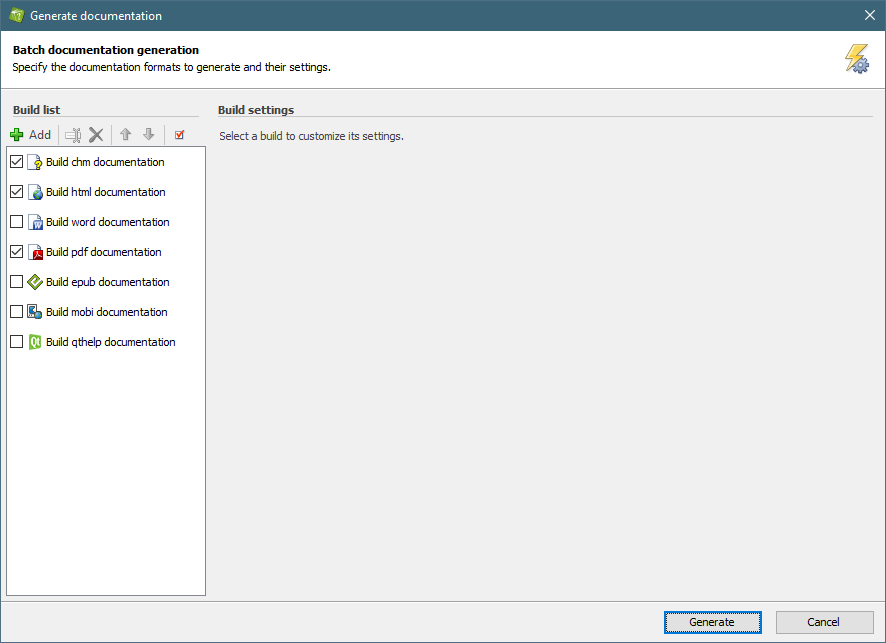 Generate documentation
Batch documentation generation
Specify the documentation formats to generate and their settings.
Build list
Add
Build chm documentation
Build html documentation
Build word documentation
Build pdf documentation
Build epub documentation
Build mobi documentation
Build qthelp documentation
Build settings
Select a build to customize its settings.
Generate
Cancel